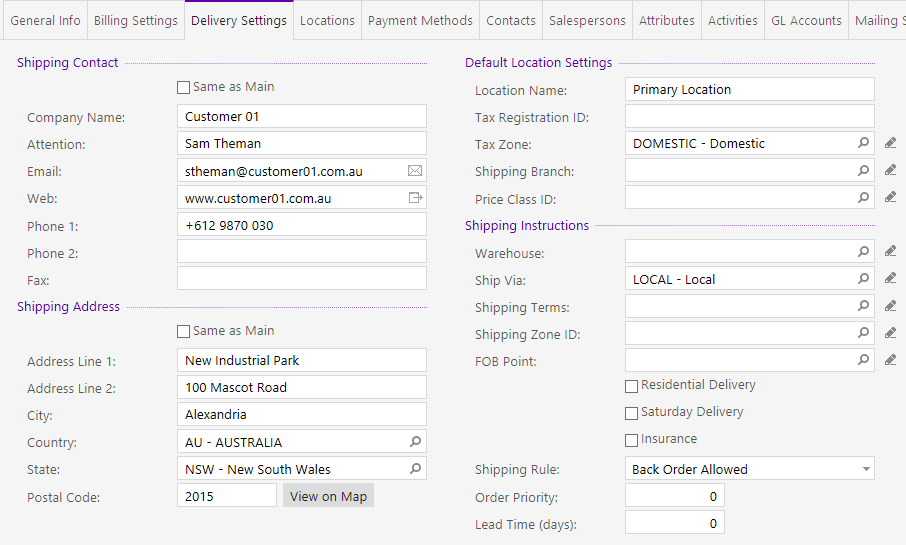 General Info Billing Settings Delivery Settings Locations Payment Methods Contacts Salespersons Attributes Activities GL Accounts Mailing S
Shipping Contact
Same as Main
Company Name: Customer 01
Attention: Sam Theman
Email: stheman@customer01.com.au
Web: www.customer01.com.au
Phone 1: +612 9870 030
Phone 2:
Fax:
Shipping Address
Same as Main
Address Line 1: New Industrial Park
Address Line 2: 100 Mascot Road
City: Alexandria
Country: AU - AUSTRALIA
State: NSW - New South Wales
Postal Code: 2015 View on Map
Default Location Settings
Location Name: Primary Location
Tax Registration ID:
Tax Zone: DOMESTIC - Domestic
Shipping Branch:
Price Class ID:
Shipping Instructions
Warehouse:
Ship Via: LOCAL - Local
Shipping Terms:
Shipping Zone ID:
FOB Point:
Residential Delivery
Saturday Delivery
Insurance
Shipping Rule: Back Order Allowed
Order Priority: 0
Lead Time (days): 0